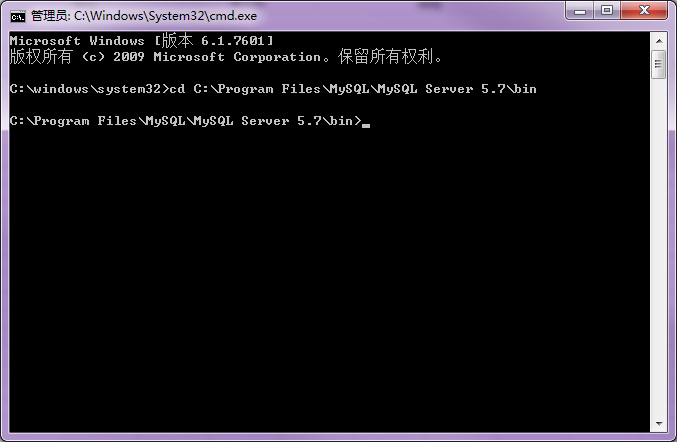 管理员: C:\Windows\System32\cmd.exe
Microsoft Windows [版本 6.1.7601]
版权所有 (c) 2009 Microsoft Corporation。保留所有权利。
C:\windows\system32>cd C:\Program Files\MySQL\MySQL Server 5.7\bin
C:\Program Files\MySQL\MySQL Server 5.7\bin>